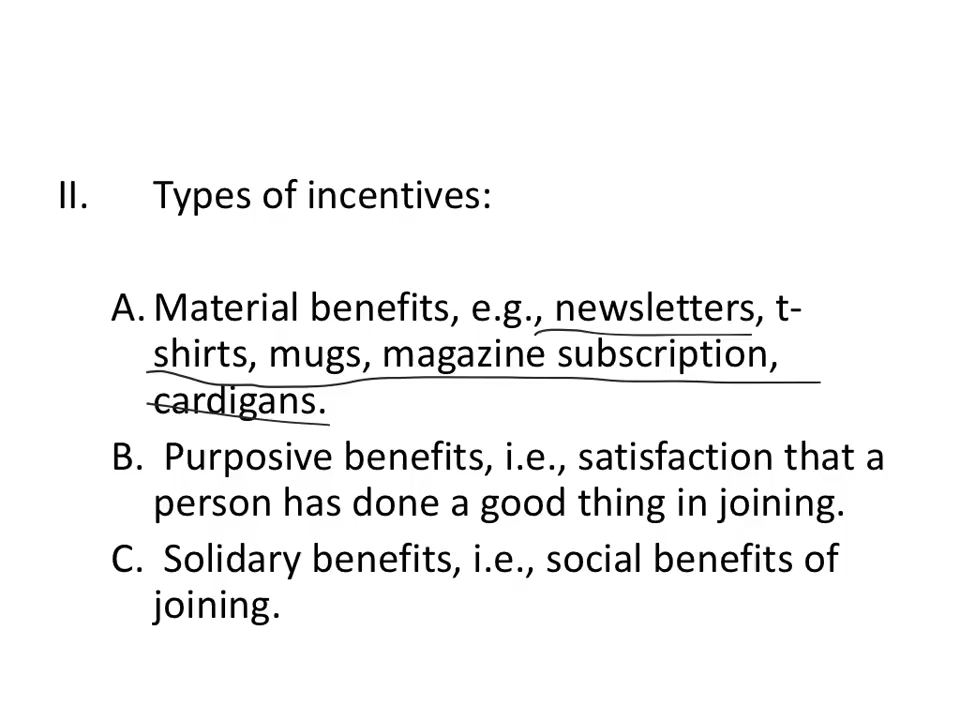 II. Types of incentives:
A. Material benefits, e.g., newsletters, t-
shirts, mugs, magazine subscription,
cardigans.
B. Purposive benefits, i.e., satisfaction that a
person has done a good thing in joining.
C. Solidary benefits, i.e., social benefits of
joining.